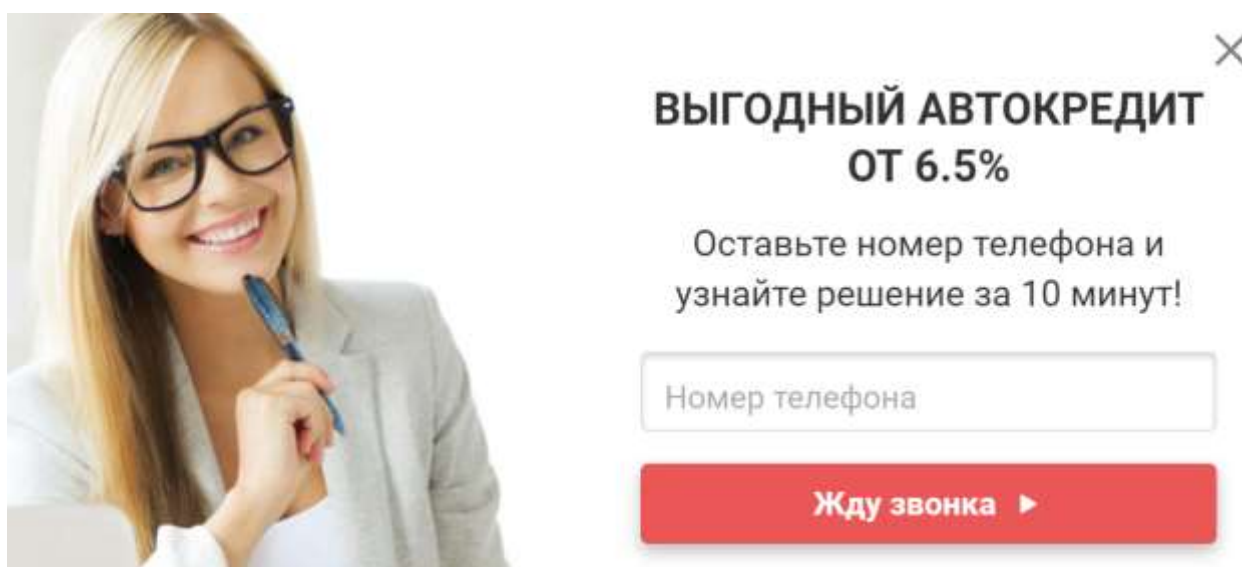 ВЫГОДНЫЙ АВТОКРЕДИТ
ОТ 6.5%
Оставьте номер телефона и
узнайте решение за 10 минут!
Номер телефона
Жду звонка